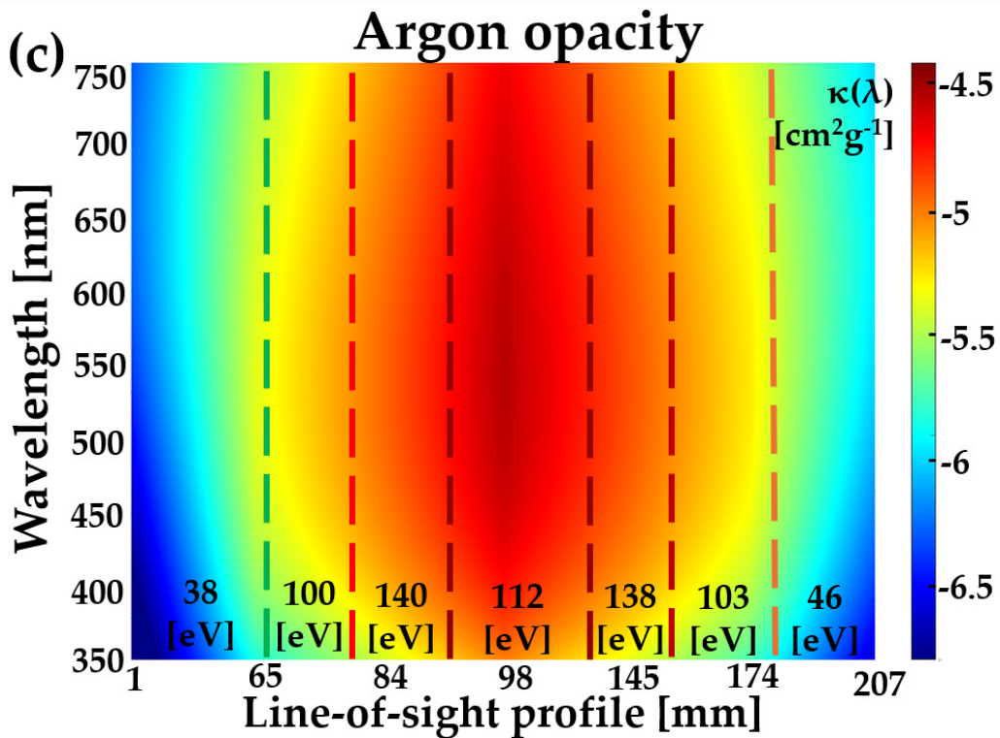 (c)
Argon opacity
κ(λ)
[cm²g⁻¹]
Wavelength [nm]
750
700
650
600
550
500
450
400
350
-4.5
-5
-5.5
-6
-6.5
38 100 140 112 138 103 46
[eV] [eV] [eV] [eV] [eV] [eV] [eV]
1 65 84 98 145 174 207
Line-of-sight profile [mm]